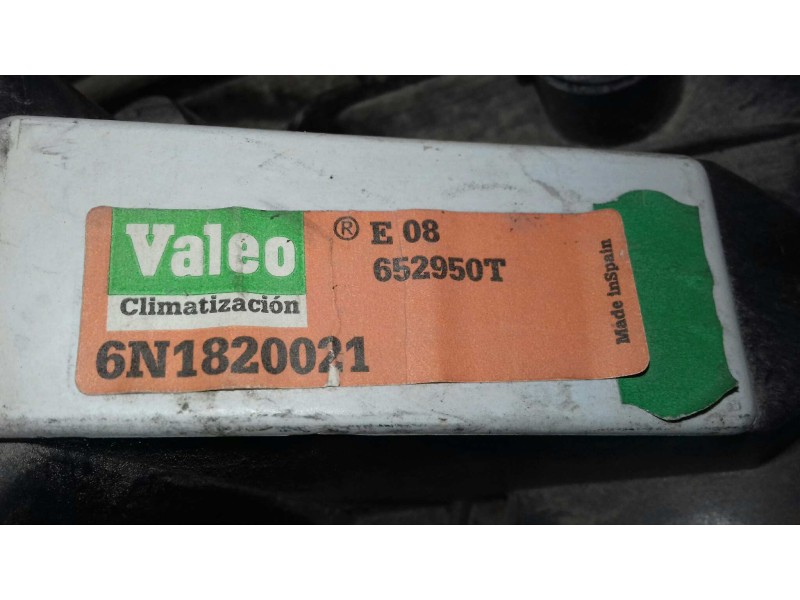 Valeo
Climatización
® E 08
652950T
6N1820021
Made inSpain